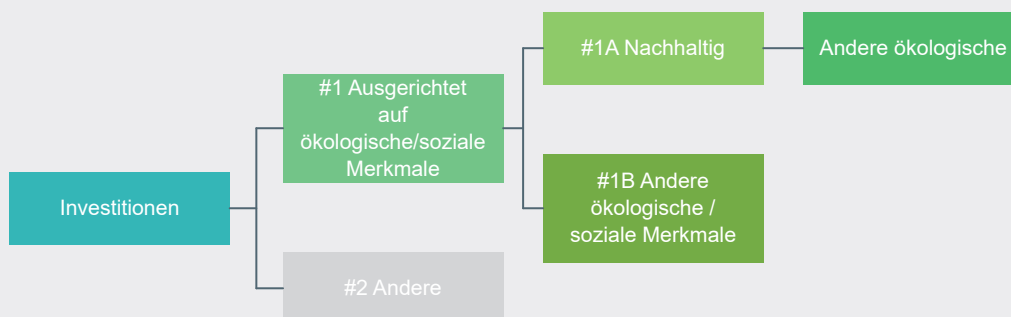 Investitionen
#1 Ausgerichtet
auf
ökologische/soziale
Merkmale
#2 Andere
#1A Nachhaltig
#1B Andere
ökologische /
soziale Merkmale
Andere ökologische